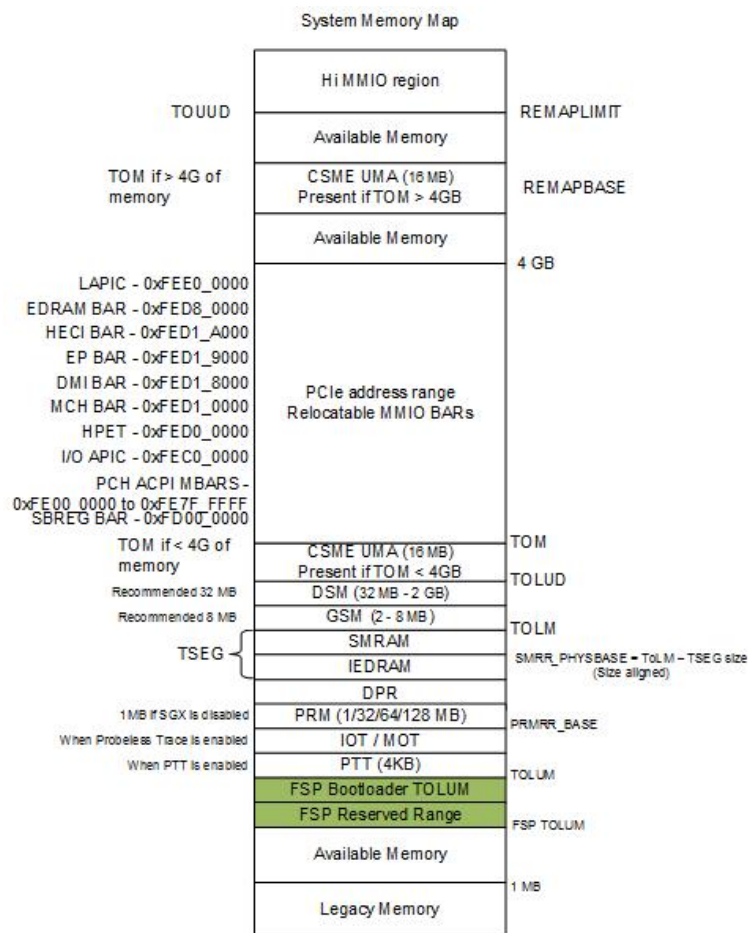 System Memory Map
Hi MMIO region
TOUUD
REMAPLIMIT
Available Memory
TOM if > 4G of
memory
CSME UMA (16 MB)
Present if TOM > 4GB
REMAPBASE
Available Memory
4 GB
LAPIC - 0xFEE0_0000
EDRAM BAR - 0xFED8_0000
HECI BAR - 0xFED1_A000
EP BAR - 0xFED1_9000
DMI BAR - 0xFED1_8000
MCH BAR - 0xFED1_0000
HPET - 0xFED0_0000
I/O APIC - 0xFEC0_0000
PCH ACPI MBARS -
0xFE00_0000 to 0xFE7F_FFFF
SBREG BAR - 0xFD00_0000
PCIe address range
Relocatable MMIO BARs
TOM if < 4G of
memory
TOM
CSME UMA (16 MB)
Present if TOM < 4GB
TOLUD
Recommended 32 MB
DSM (32 MB - 2 GB)
Recommended 8 MB
GSM (2 - 8 MB)
TOLM
TSEG
SMRAM
IEDRAM
SMRR_PHYSBASE = ToLM – TSEG size
(Size aligned)
DPR
1MB if SGX is disabled
PRM (1/32/64/128 MB)
PRMRR_BASE
When Probeless Trace is enabled
IOT / MOT
When PTT is enabled
PTT (4KB)
TOLUM
FSP Bootloader TOLUM
FSP Reserved Range
FSP TOLUM
Available Memory
1 MB
Legacy Memory